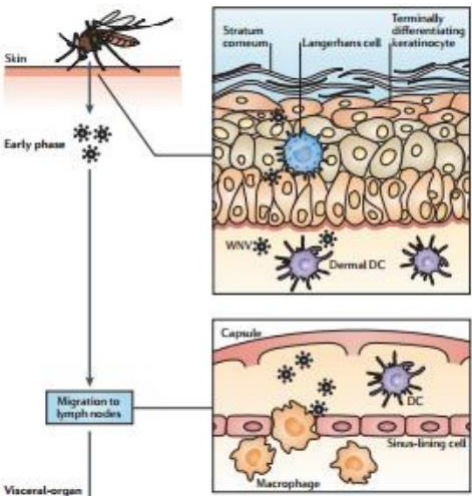 Stratum
corneum
Langerhans cell
Terminally
differentiating
keratinocyte
Skin
Early phase
WNV
Dermal DC
Capsule
Migration to
lymph nodes
DC
Sinus-lining cell
Macrophage
Visceral-organ